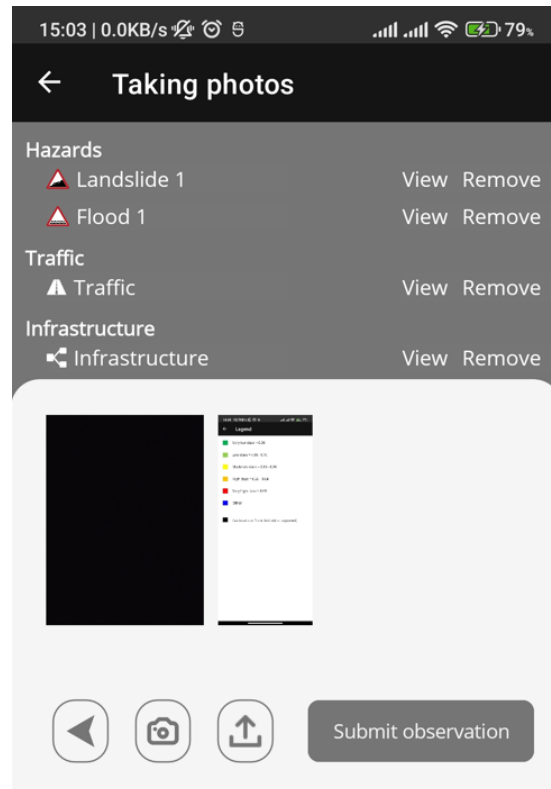 15:03 | 0.0KB/s 79%
Taking photos
Hazards
Landslide 1 View Remove
Flood 1 View Remove
Traffic
Traffic View Remove
Infrastructure
Infrastructure View Remove
Legend
Submit observation